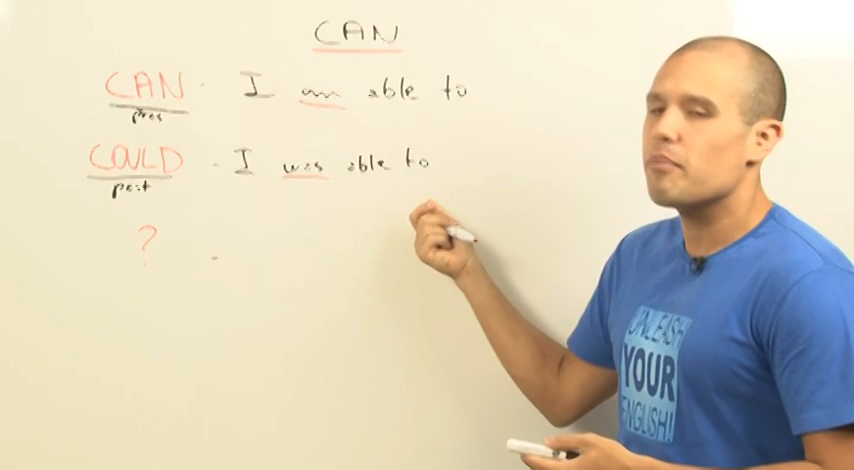 CAN
CAN - I am able to
pres
COULD - I was able to
past
?
UNLEASH
YOUR
ENGLISH!